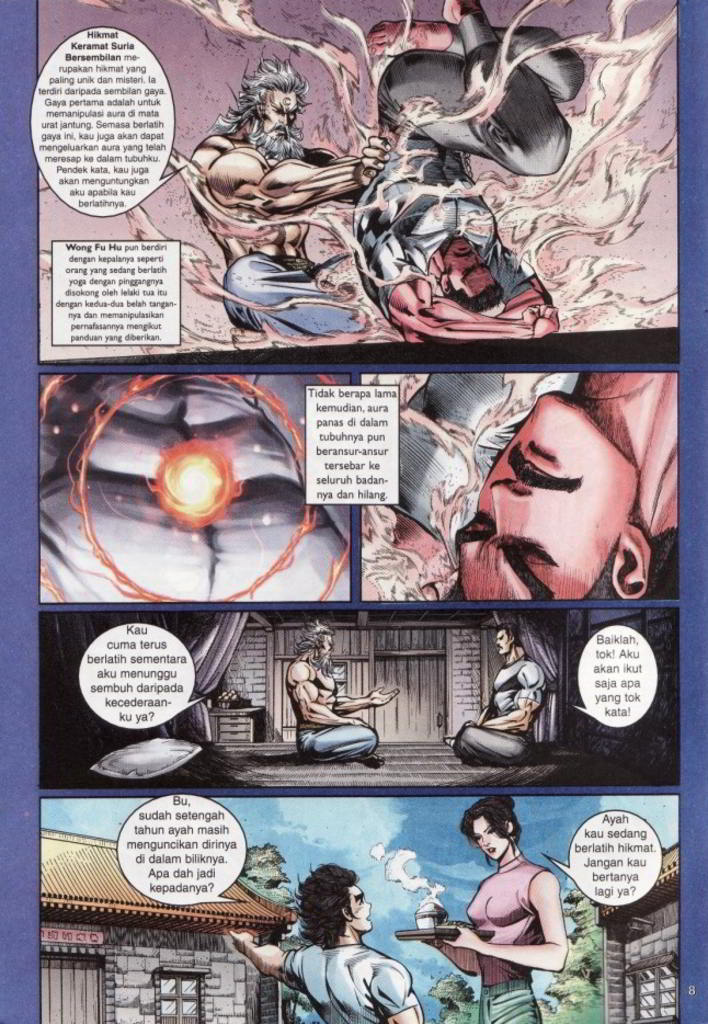 Hikmat
Keramat Suria
Bersembilan me-
rupakan hikmat yang
paling unik dan misteri. Ia
terdiri daripada sembilan gaya.
Gaya pertama adalah untuk
memanipulasi aura di mata
urat jantung. Semasa berlatih
gaya ini, kau juga akan dapat
mengeluarkan aura yang telah
meresap ke dalam tubuhku.
Pendek kata, kau juga
akan menguntungkan
aku apabila kau
berlatihnya.
Wong Fu Hu pun berdiri
dengan kepalanya seperti
orang yang sedang berlatih
yoga dengan pinggangnya
disokong oleh lelaki tua itu
dengan kedua-dua belah tangan-
nya dan memanipulasikan
pernafasannya mengikut
panduan yang diberikan.
Tidak berapa lama
kemudian, aura
panas di dalam
tubuhnya pun
beransur-ansur
tersebar ke
seluruh badan-
nya dan hilang.
Kau
cuma terus
berlatih sementara
aku menunggu
sembuh daripada
kecederaan-
ku ya?
Baiklah,
tok! Aku
akan ikut
saja apa
yang tok
kata!
Bu,
sudah setengah
tahun ayah masih
menguncikan dirinya
di dalam biliknya.
Apa dah jadi
kepadanya?
Ayah
kau sedang
berlatih hikmat.
Jangan kau
bertanya
lagi ya?
8